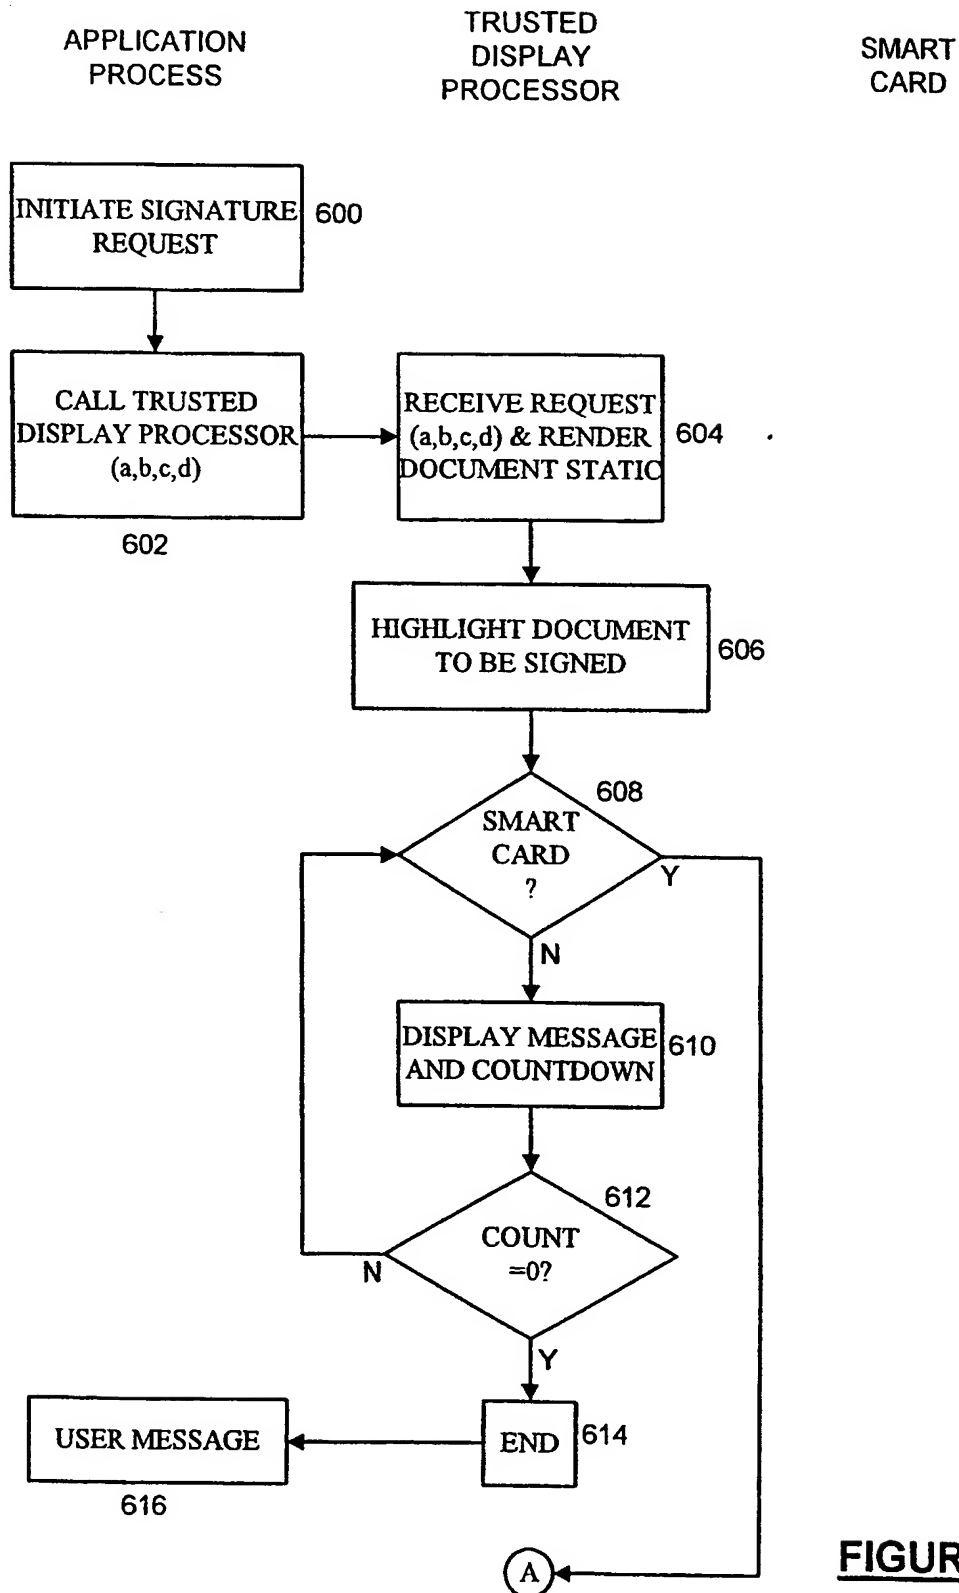 APPLICATION
PROCESS
TRUSTED
DISPLAY
PROCESSOR
SMART
CARD
INITIATE SIGNATURE
REQUEST
600
CALL TRUSTED
DISPLAY PROCESSOR
(a,b,c,d)
602
RECEIVE REQUEST
(a,b,c,d) & RENDER
DOCUMENT STATIC
604
HIGHLIGHT DOCUMENT
TO BE SIGNED
606
608
SMART
CARD
?
Y
N
DISPLAY MESSAGE
AND COUNTDOWN
610
612
COUNT
=0?
N
Y
USER MESSAGE
616
END
614
A
FIGUR